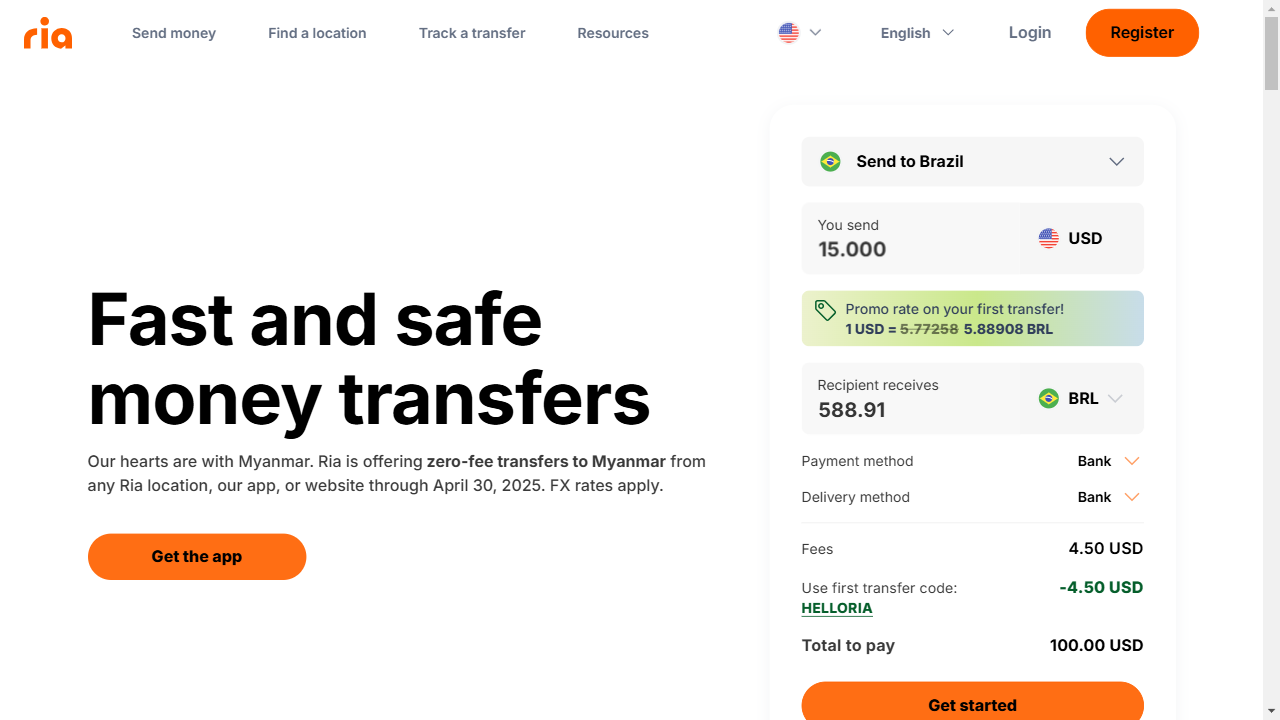 ria
Send money
Find a location
Track a transfer
Resources
English
Login
Register
Fast and safe
money transfers
Our hearts are with Myanmar. Ria is offering zero-fee transfers to Myanmar from
any Ria location, our app, or website through April 30, 2025. FX rates apply.
Get the app
Send to Brazil
You send
15.000
USD
Promo rate on your first transfer!
1 USD = 5.77258 5.88908 BRL
Recipient receives
588.91
BRL
Payment method
Bank
Delivery method
Bank
Fees
4.50 USD
Use first transfer code:
-4.50 USD
HELLORIA
Total to pay
100.00 USD
Get started